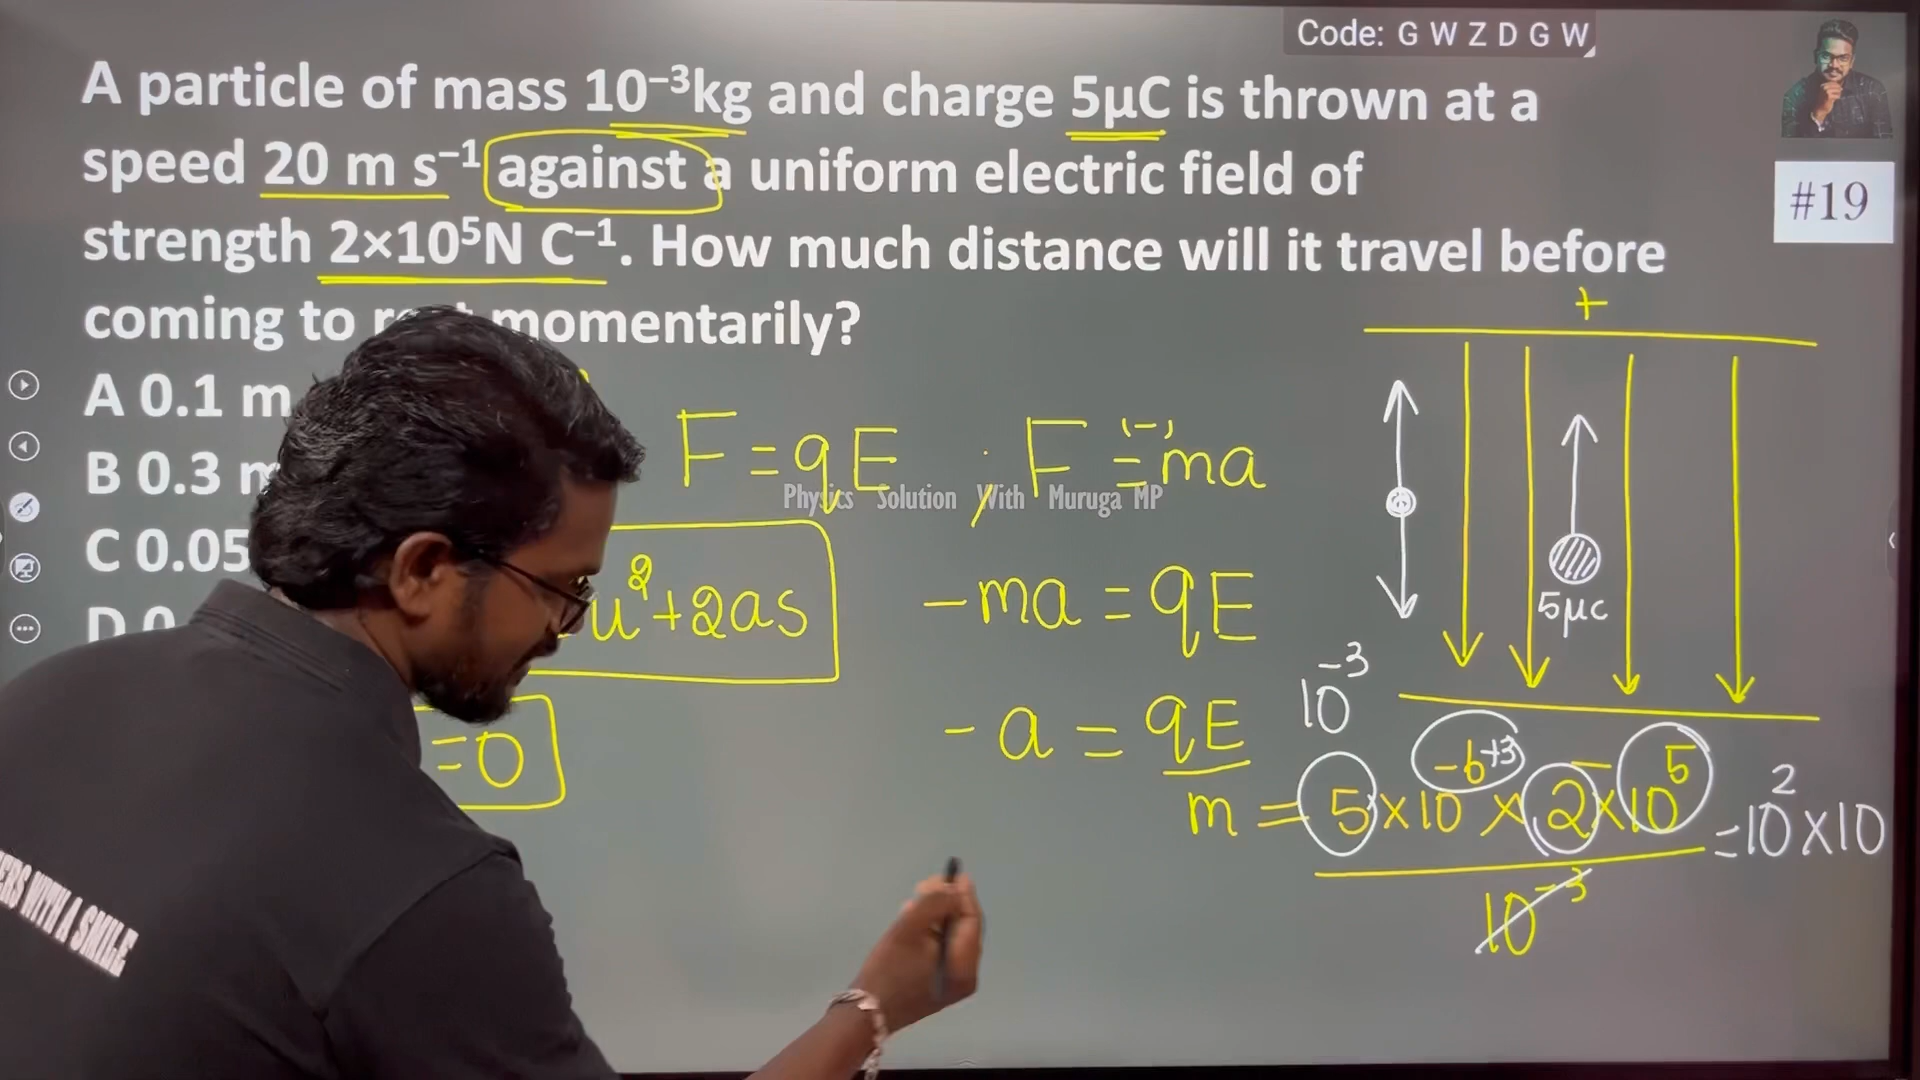 Code: G W Z D G W
A particle of mass 10⁻³kg and charge 5μC is thrown at a
speed 20 m s⁻¹ against a uniform electric field of
strength 2×10⁵N C⁻¹. How much distance will it travel before
coming to momentarily?
#19
A 0.1 m
B 0.3 m
C 0.05
D 0
+
F = qE ; F = (-) ma
Physics Solution With Muruga MP
u² + 2as
-ma = qE
5μc
= 0
-a = qE
m
10⁻³
= 5 × 10⁻⁶⁺³ × 2 × 10⁵
10⁻³
= 10² × 10
WITH A SMILE